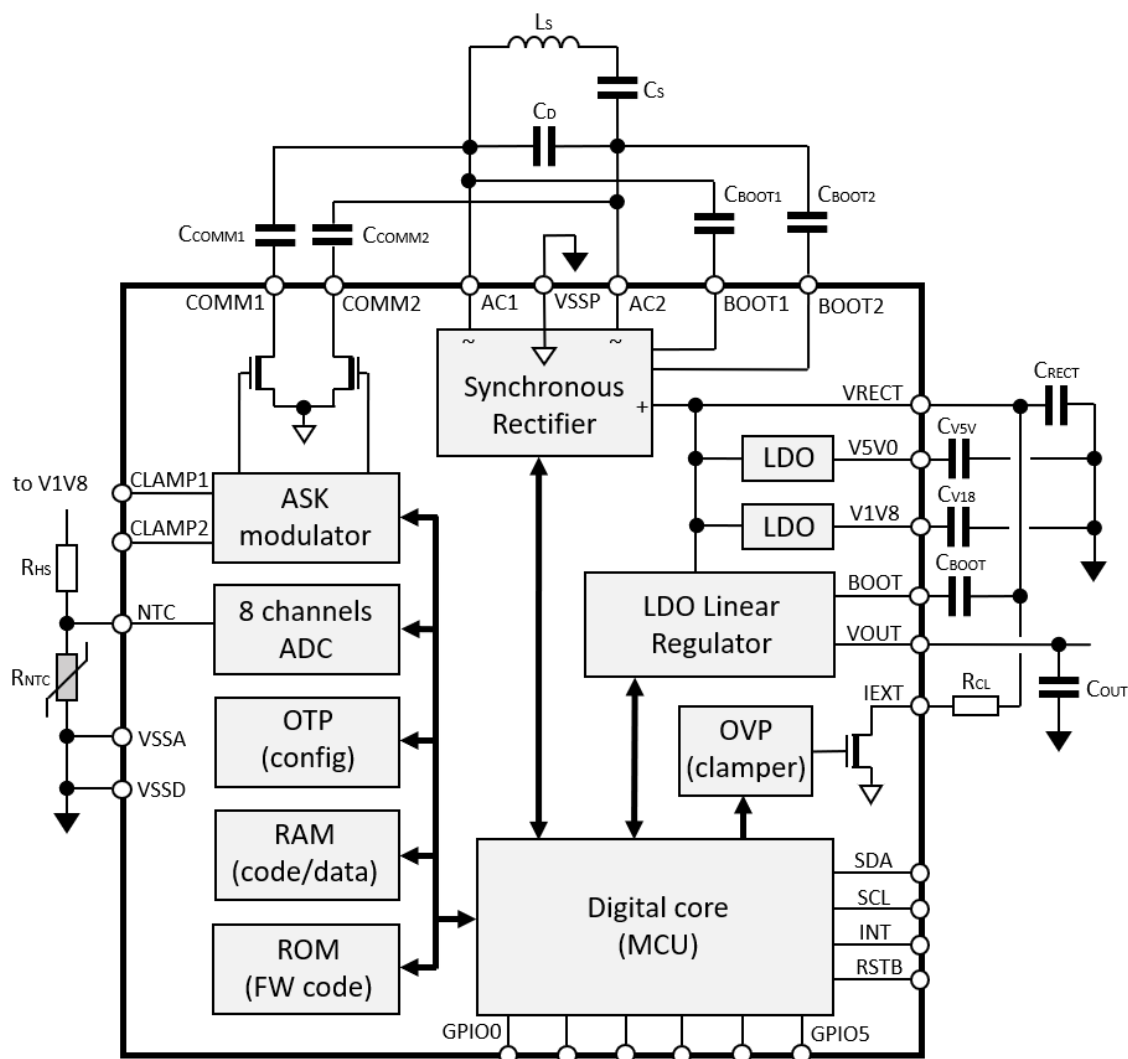 LS
CS
CD
CBOOT1
CBOOT2
CCOMM1
CCOMM2
COMM1
COMM2
AC1
VSSP
AC2
BOOT1
BOOT2
~
~
Synchronous
Rectifier
+
VRECT
CRECT
LDO
V5V0
CV5V
LDO
V1V8
CV18
to V1V8
CLAMP1
CLAMP2
ASK
modulator
RHS
BOOT
CBOOT
LDO Linear
Regulator
VOUT
COUT
NTC
8 channels
ADC
RNTC
IEXT
RCL
VSSA
OTP
(config)
OVP
(clamper)
VSSD
RAM
(code/data)
Digital core
(MCU)
SDA
SCL
INT
RSTB
ROM
(FW code)
GPIO0
GPIO5